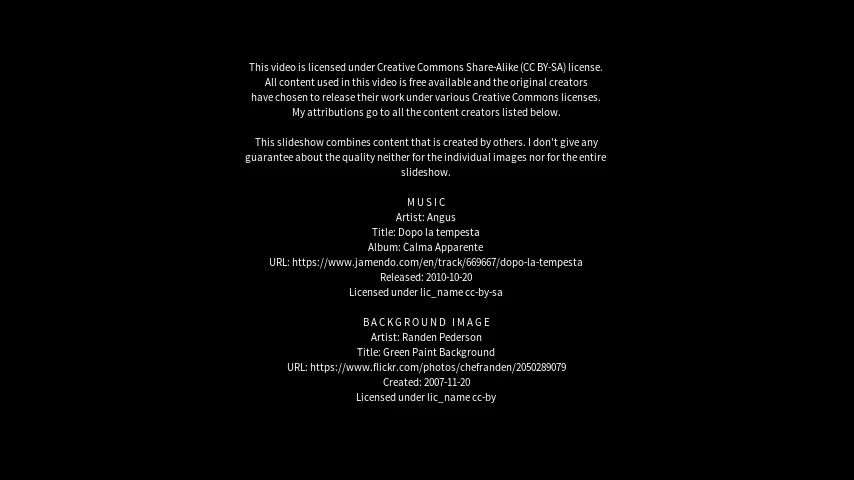 This video is licensed under Creative Commons Share-Alike (CC BY-SA) license.
All content used in this video is free available and the original creators
have chosen to release their work under various Creative Commons licenses.
My attributions go to all the content creators listed below.
This slideshow combines content that is created by others. I don't give any
guarantee about the quality neither for the individual images nor for the entire
slideshow.
MUSIC
Artist: Angus
Title: Dopo la tempesta
Album: Calma Apparente
URL: https://www.jamendo.com/en/track/669667/dopo-la-tempesta
Released: 2010-10-20
Licensed under lic_name cc-by-sa
BACKGROUND IMAGE
Artist: Randen Pederson
Title: Green Paint Background
URL: https://www.flickr.com/photos/chefranden/2050289079
Created: 2007-11-20
Licensed under lic_name cc-by